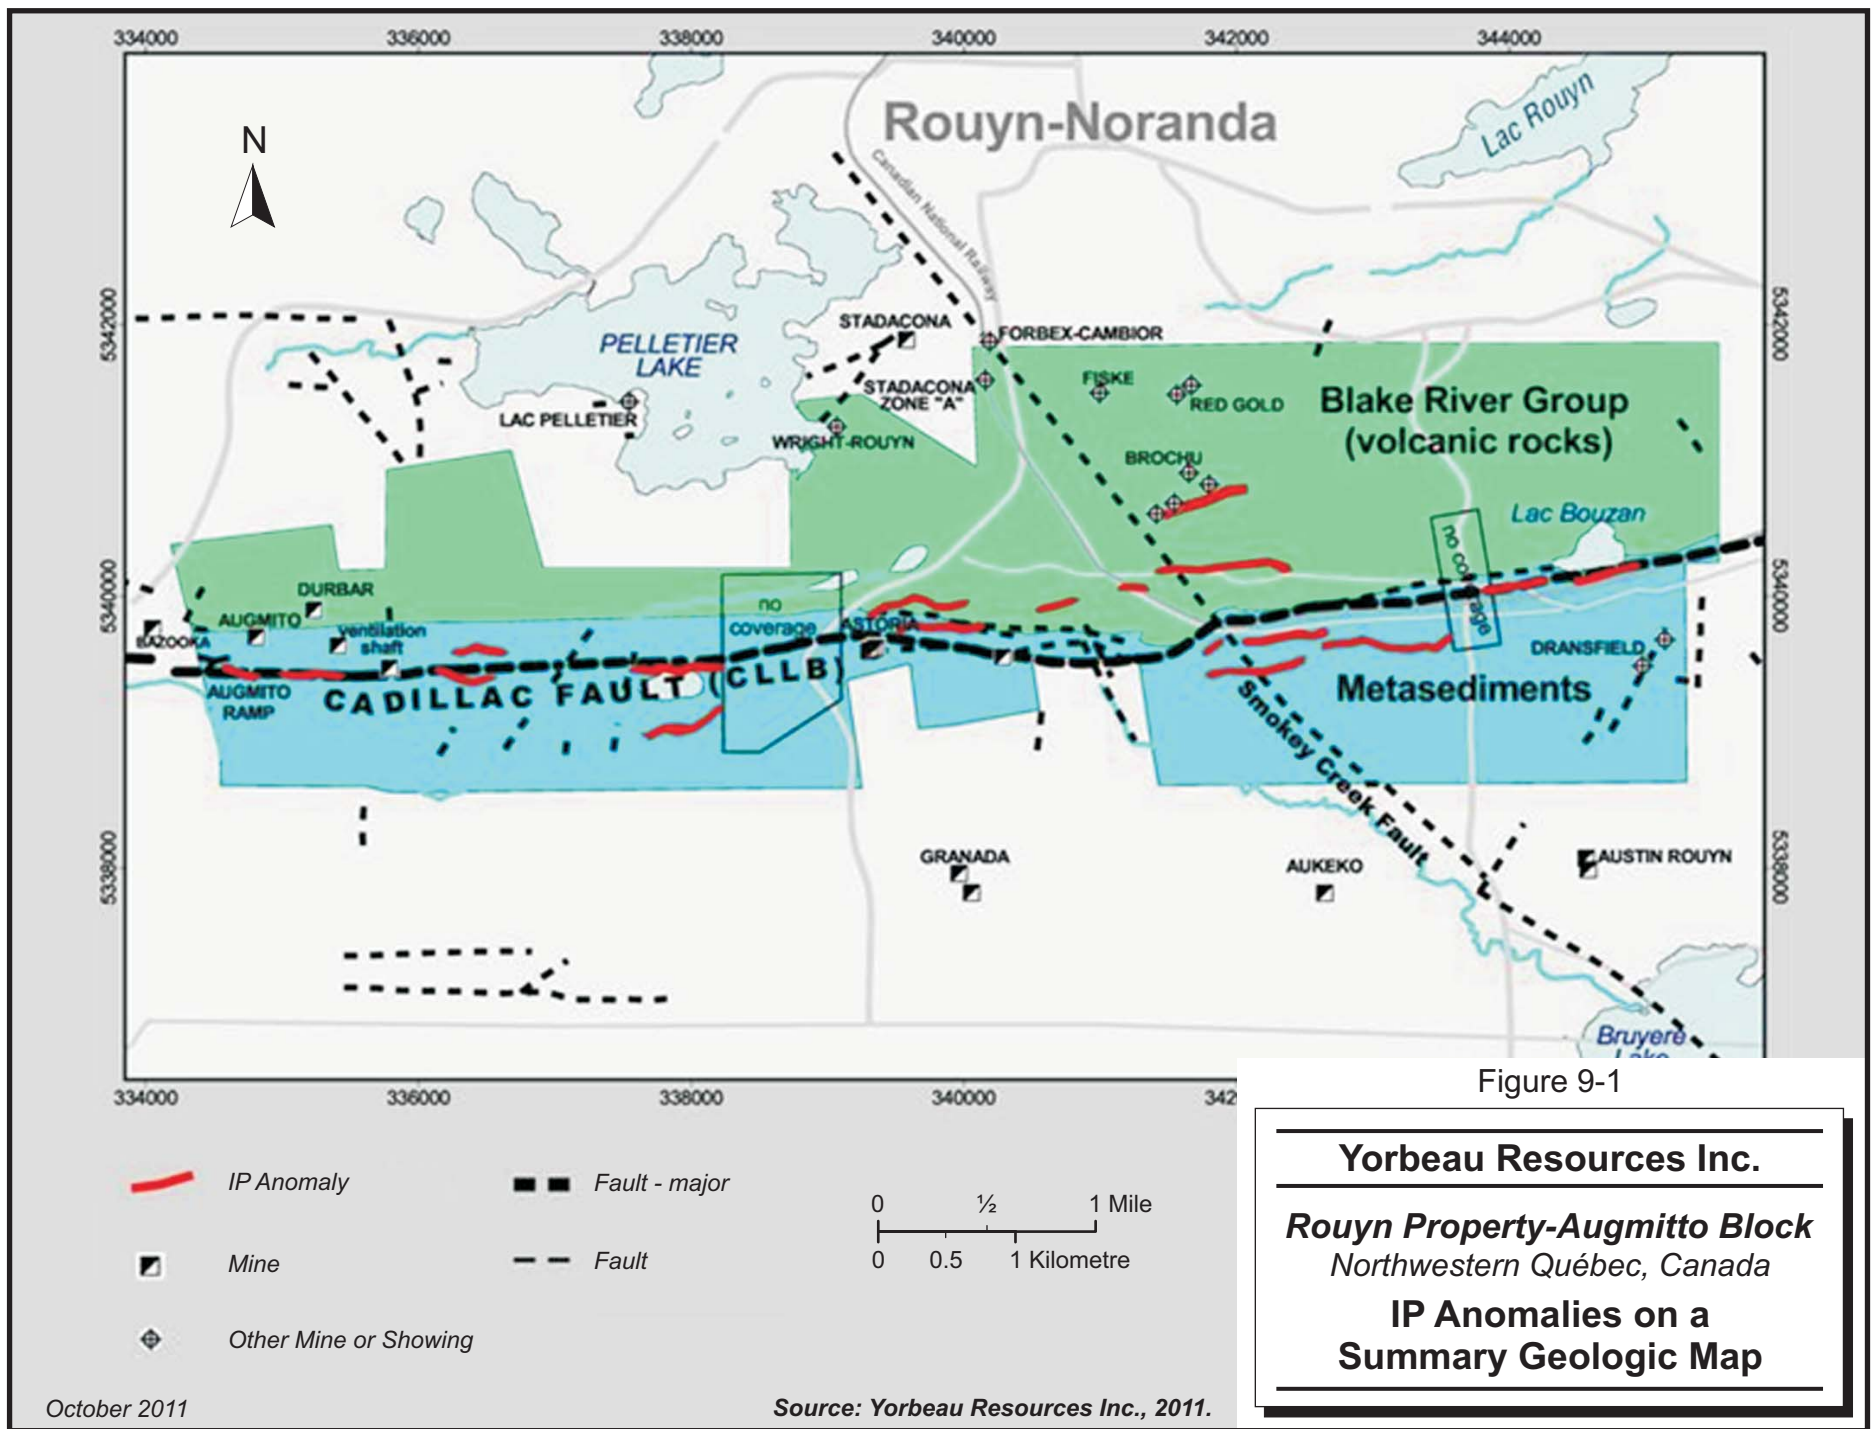 334000 336000 338000 340000 342000 344000
Rouyn-Noranda
Lac Rouyn
N
Canadian National Railway
5342000
5342000
STADACONA
FORBEX-CAMBIOR
PELLETIER
LAKE
STADACONA
ZONE "A"
FISKE
RED GOLD
Blake River Group
(volcanic rocks)
LAC PELLETIER
WRIGHT-ROUYN
BROCHU
Lac Bouzan
no coverage
5340000
5340000
DURBAR
AUGMITO
BAZOOKA
ventilation
shaft
no
coverage
ASTORIA
DRANSFIELD
AUGMITO
RAMP
CADILLAC FAULT (CLLB)
Metasediments
Smokey Creek Fault
5338000
5338000
GRANADA
AUKEKO
AUSTIN ROUYN
Bruyere
Lake
334000 336000 338000 340000 342
Figure 9-1
Yorbeau Resources Inc.
Rouyn Property-Augmitto Block
Northwestern Québec, Canada
IP Anomalies on a
Summary Geologic Map
IP Anomaly
Fault - major
0 ½ 1 Mile
Mine
Fault
0 0.5 1 Kilometre
Other Mine or Showing
October 2011
Source: Yorbeau Resources Inc., 2011.